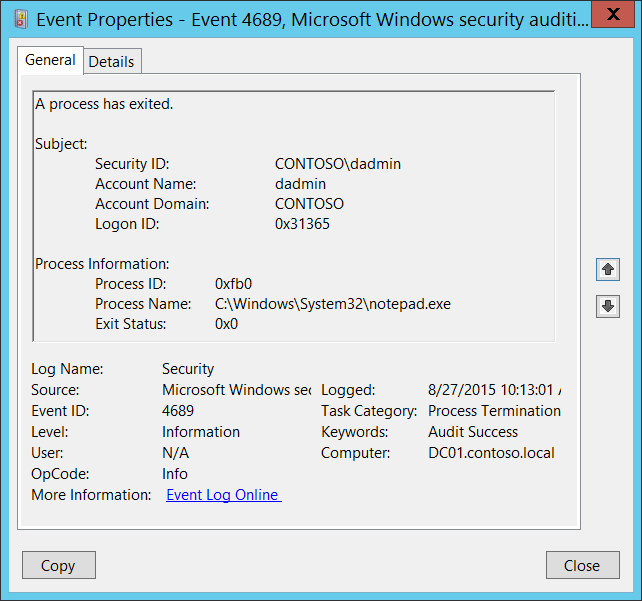 Event Properties - Event 4689, Microsoft Windows security auditi...
X
General
Details
A process has exited.
Subject:
Security ID: CONTOSO\dadmin
Account Name: dadmin
Account Domain: CONTOSO
Logon ID: 0x31365
Process Information:
Process ID: 0xfb0
Process Name: C:\Windows\System32\notepad.exe
Exit Status: 0x0
Log Name: Security
Source: Microsoft Windows sec Logged: 8/27/2015 10:13:01
Event ID: 4689 Task Category: Process Termination
Level: Information Keywords: Audit Success
User: N/A Computer: DC01.contoso.local
OpCode: Info
More Information: Event Log Online
Copy
Close